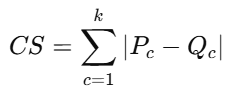 CS = \sum_{c=1}^{k} |P_c - Q_c|